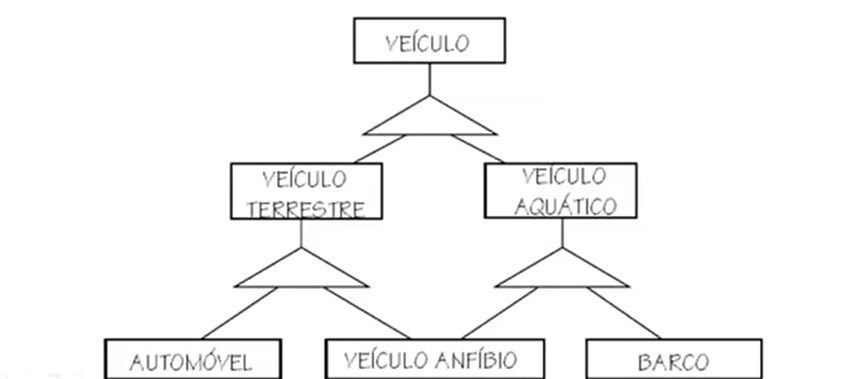 VEÍCULO
VEÍCULO
TERRESTRE
VEÍCULO
AQUÁTICO
AUTOMÓVEL
VEÍCULO ANFÍBIO
BARCO